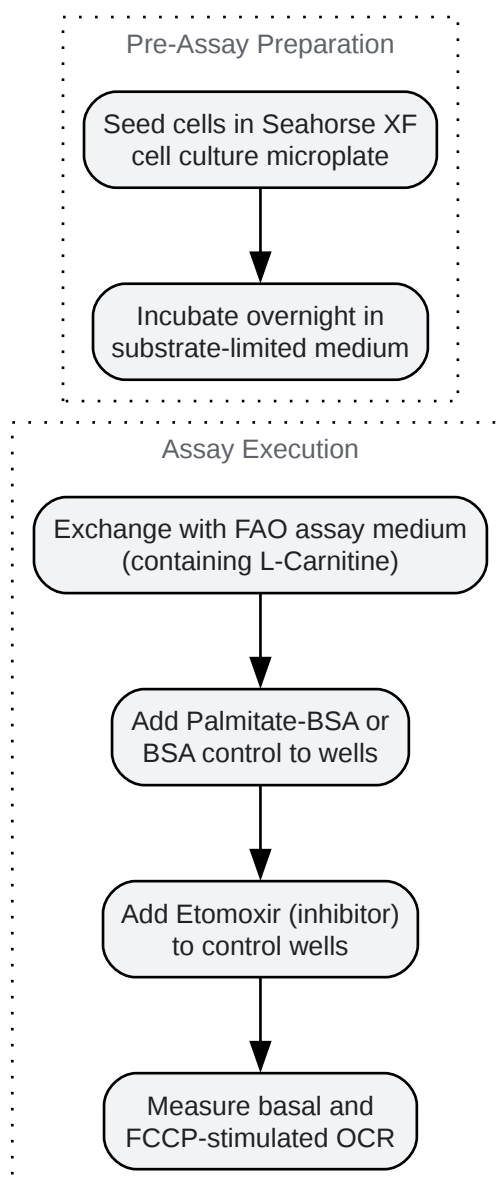 Pre-Assay Preparation
Seed cells in Seahorse XF
cell culture microplate
Incubate overnight in
substrate-limited medium
Assay Execution
Exchange with FAO assay medium
(containing L-Carnitine)
Add Palmitate-BSA or
BSA control to wells
Add Etomoxir (inhibitor)
to control wells
Measure basal and
FCCP-stimulated OCR